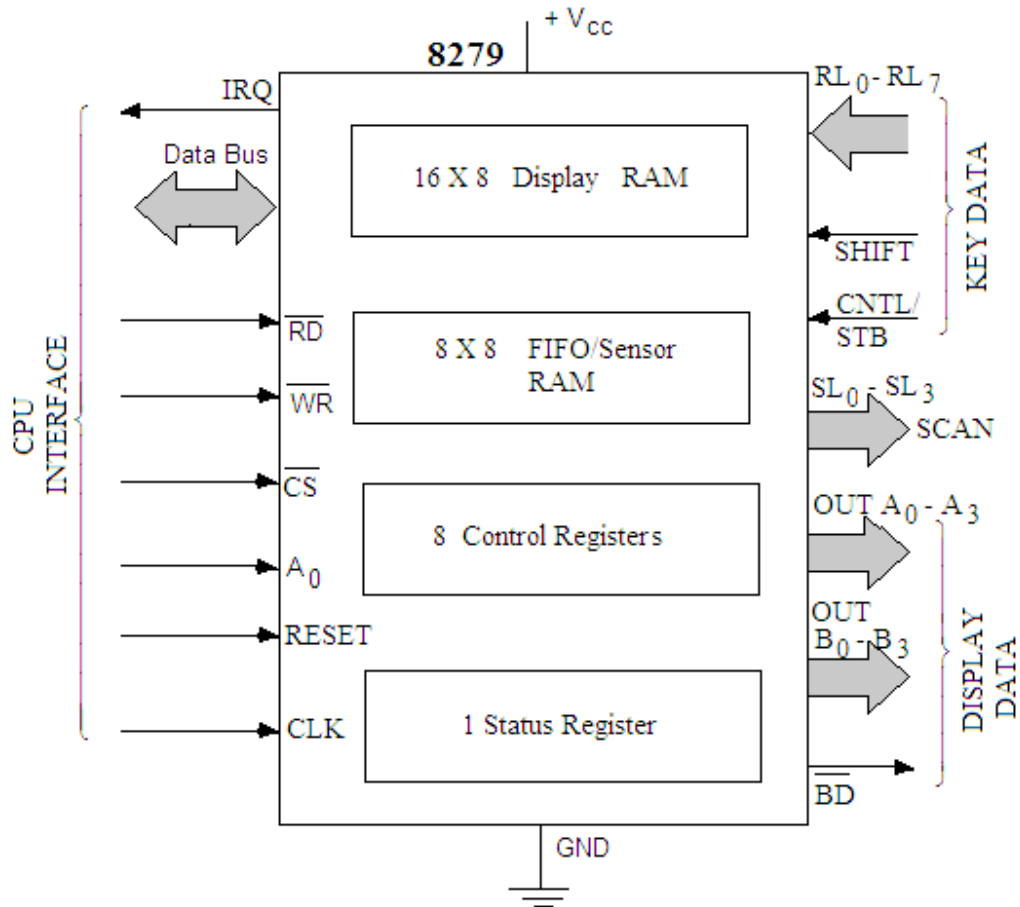 + Vcc
8279
IRQ
RL0 - RL7
Data Bus
16 X 8 Display RAM
KEY DATA
SHIFT
CNTL/
STB
RD
8 X 8 FIFO/Sensor
RAM
WR
CPU
INTERFACE
SL0 - SL3
SCAN
CS
OUT A0 - A3
8 Control Registers
A0
OUT
B0 - B3
RESET
DISPLAY
DATA
CLK
1 Status Register
BD
GND